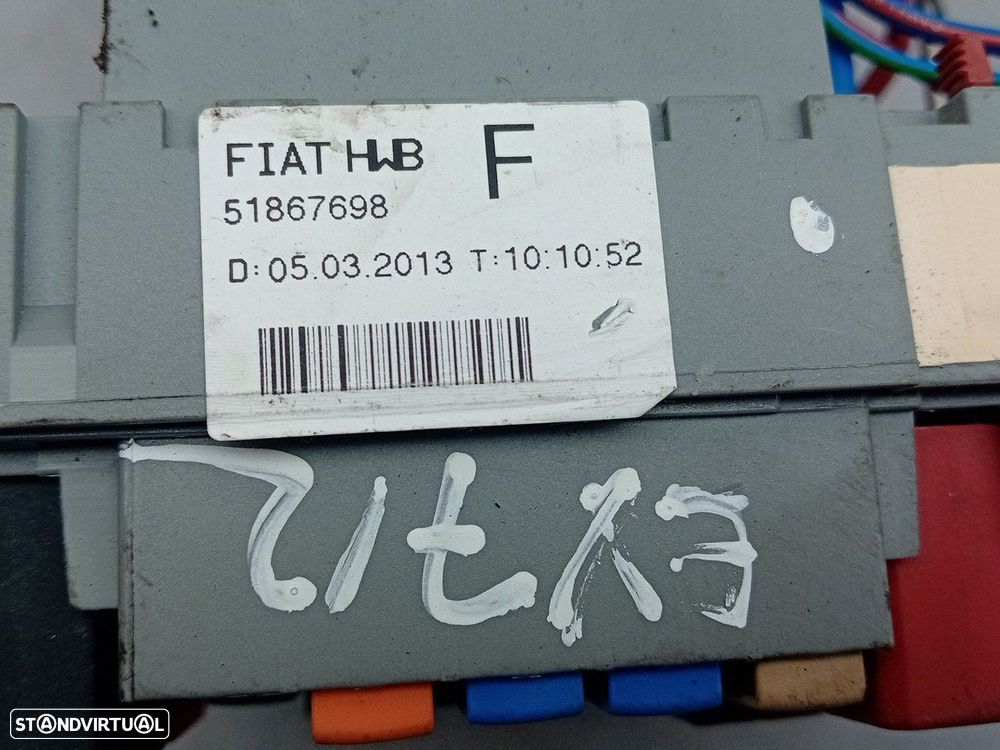 FIAT HWB F
51867698
D: 05.03.2013 T: 10:10:52
STANDVIRTUAL